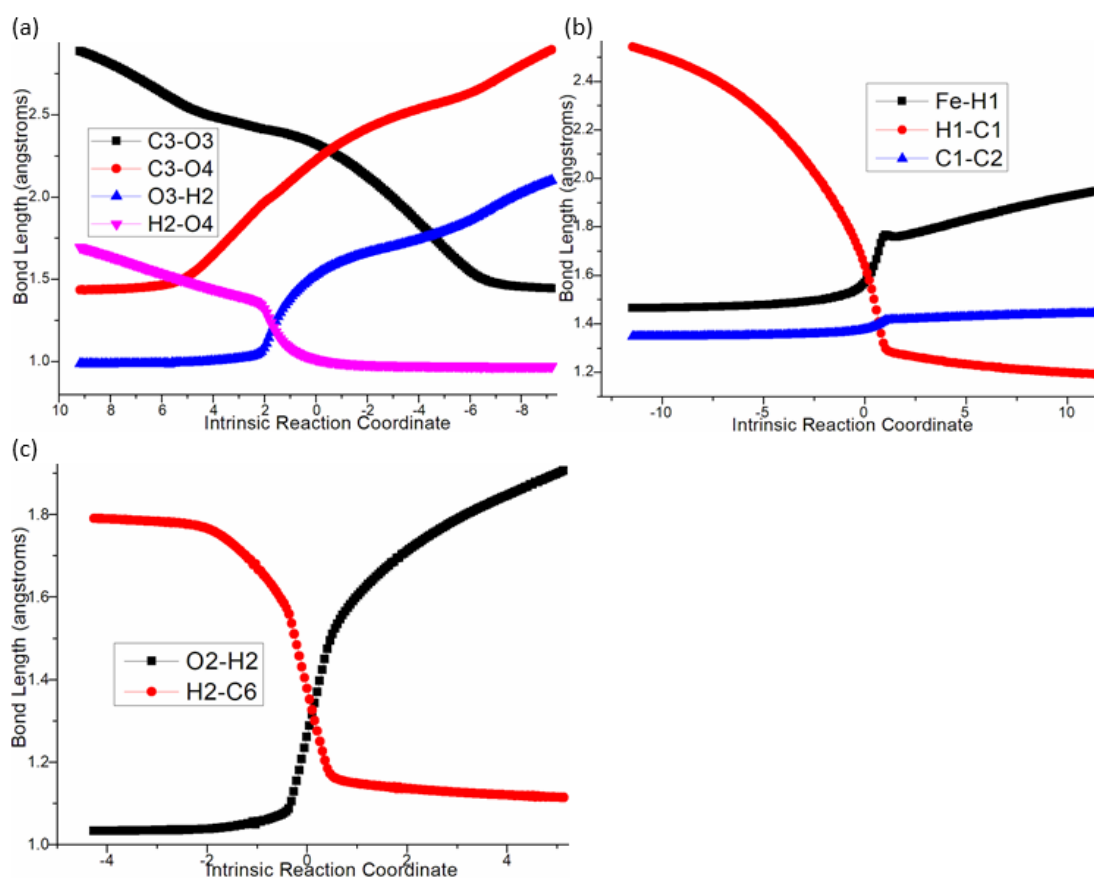 (a)
Bond Length (angstroms)
2.5
2.0
1.5
1.0
C3-O3
C3-O4
O3-H2
H2-O4
10 8 6 4 2 0 -2 -4 -6 -8
Intrinsic Reaction Coordinate
(b)
Bond Length (angstroms)
2.6
2.4
2.2
2.0
1.8
1.6
1.4
1.2
Fe-H1
H1-C1
C1-C2
-10 -5 0 5 10
Intrinsic Reaction Coordinate
(c)
Bond Length (angstroms)
1.8
1.6
1.4
1.2
1.0
O2-H2
H2-C6
-4 -2 0 2 4
Intrinsic Reaction Coordinate